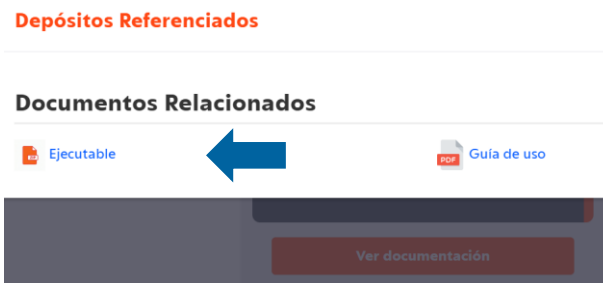 Depósitos Referenciados
Documentos Relacionados
Ejecutable
PDF Guía de uso
Ver documentación